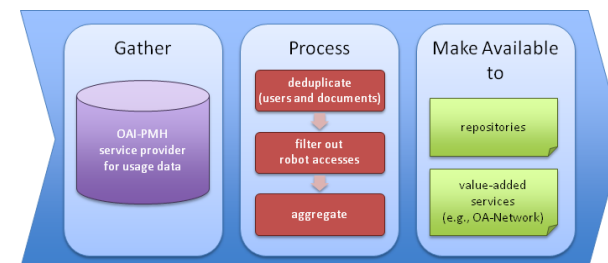 Gather
OAI-PMH
service provider
for usage data
Process
deduplicate
(users and documents)
filter out
robot accesses
aggregate
Make Available
to
repositories
value-added
services
(e.g., OA-Network)